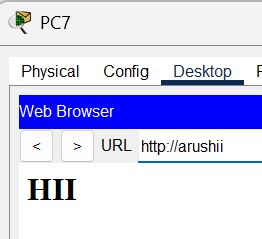 PC7
Physical Config Desktop
Web Browser
< > URL http://arushii
HII